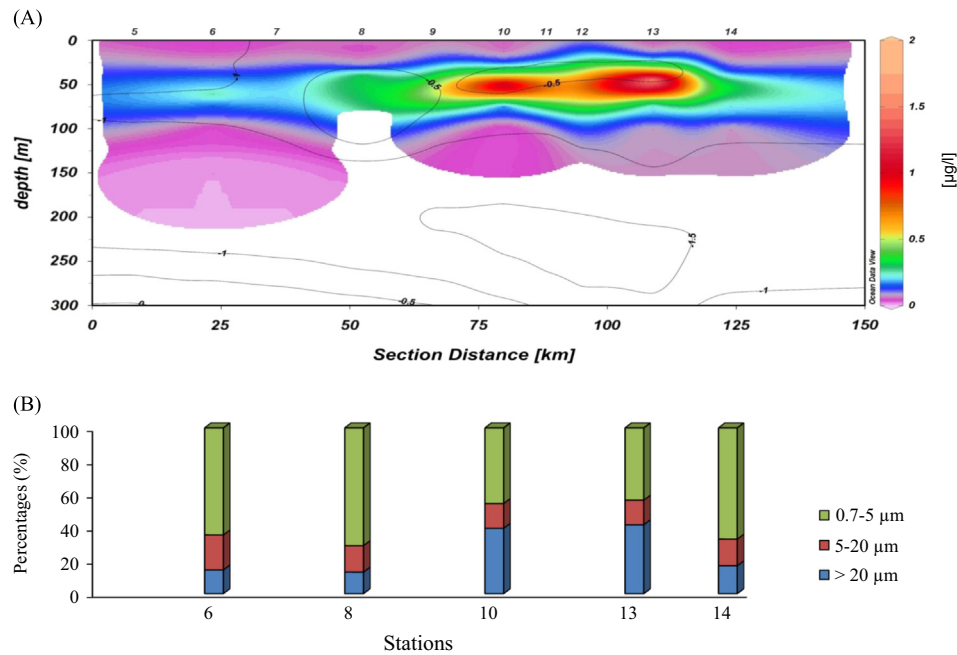 (A)
5 6 7 8 9 10 11 12 13 14
0
50
100
150
200
250
300
depth [m]
-1
-1
-0.5
-0.5
-1.5
-1
-0.5
0
-1
0 25 50 75 100 125 150
Section Distance [km]
2
1.5
1
0.5
0
[µg/l]
Ocean Data View
(B)
100
80
60
40
20
0
Percentages (%)
6 8 10 13 14
Stations
0.7-5 µm
5-20 µm
> 20 µm